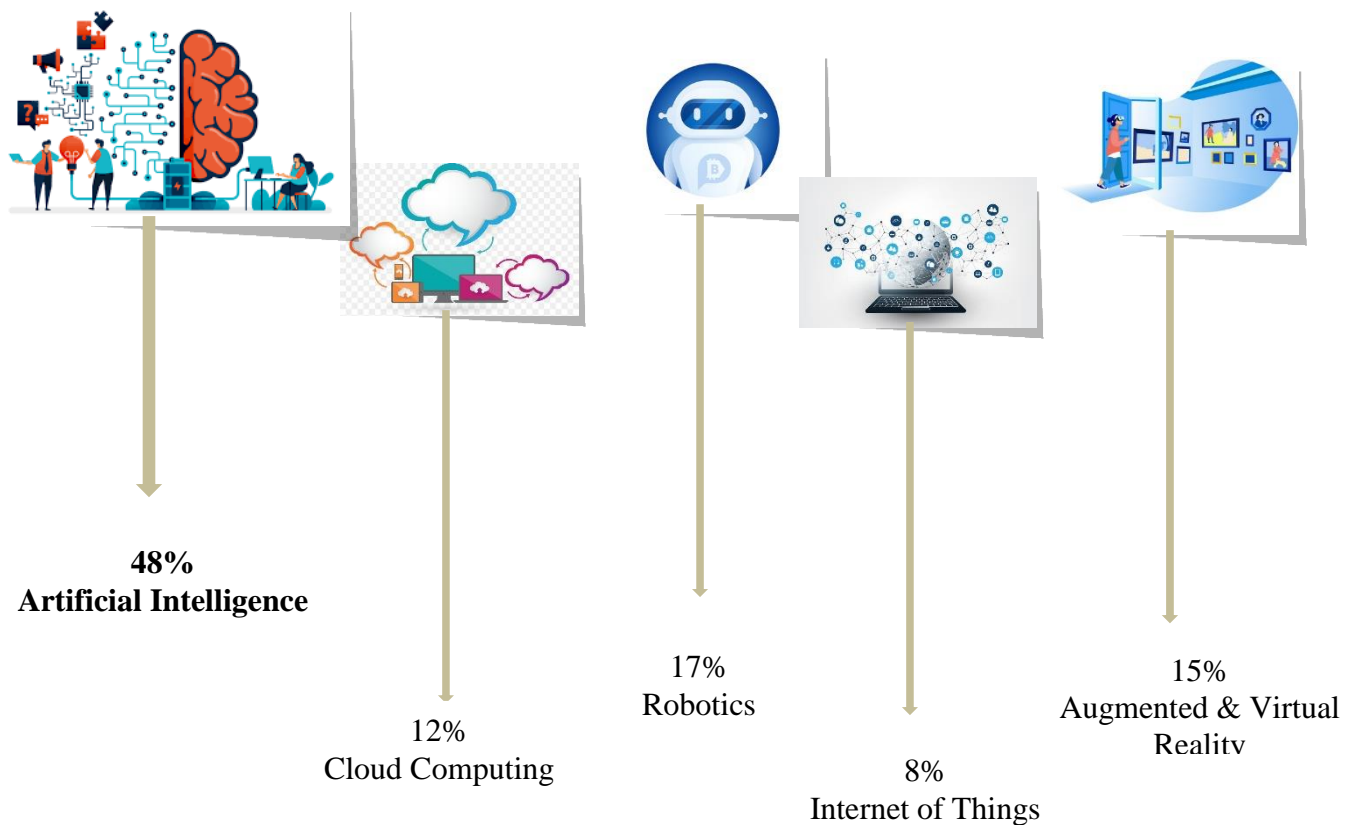 48%
Artificial Intelligence
12%
Cloud Computing
17%
Robotics
8%
Internet of Things
15%
Augmented & Virtual
Reality